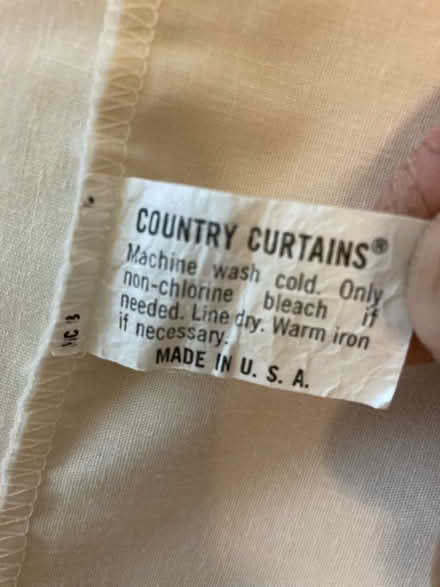 COUNTRY CURTAINS®
Machine wash cold. Only
non-chlorine bleach if
needed. Line dry. Warm iron
if necessary.
MADE IN U. S. A.